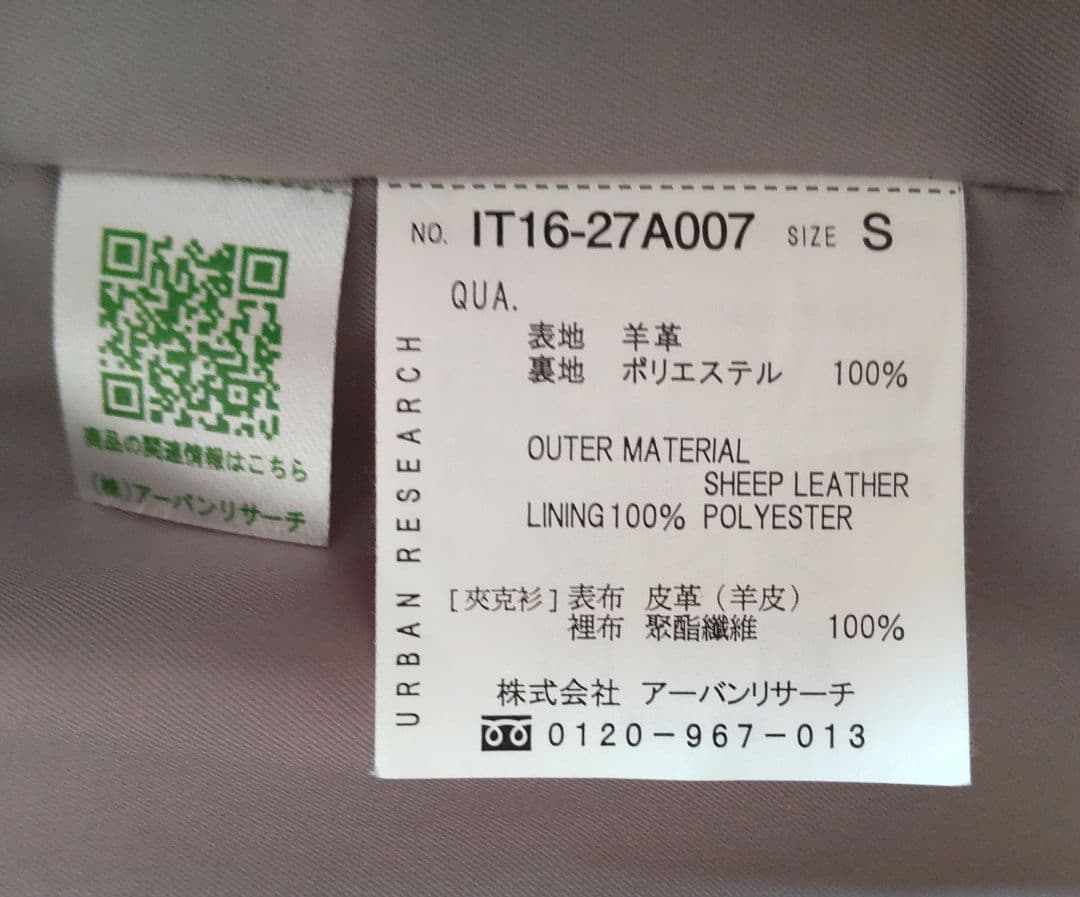 商品の関連情報はこちら
(株)アーバンリサーチ
URBAN RESEARCH
NO. IT16-27A007 SIZE S
QUA.
表地 羊革
裏地 ポリエステル 100%
OUTER MATERIAL
SHEEP LEATHER
LINING100% POLYESTER
[夾克衫]表布 皮革(羊皮)
裡布 聚酯纖維 100%
株式会社 アーバンリサーチ
0120-967-013